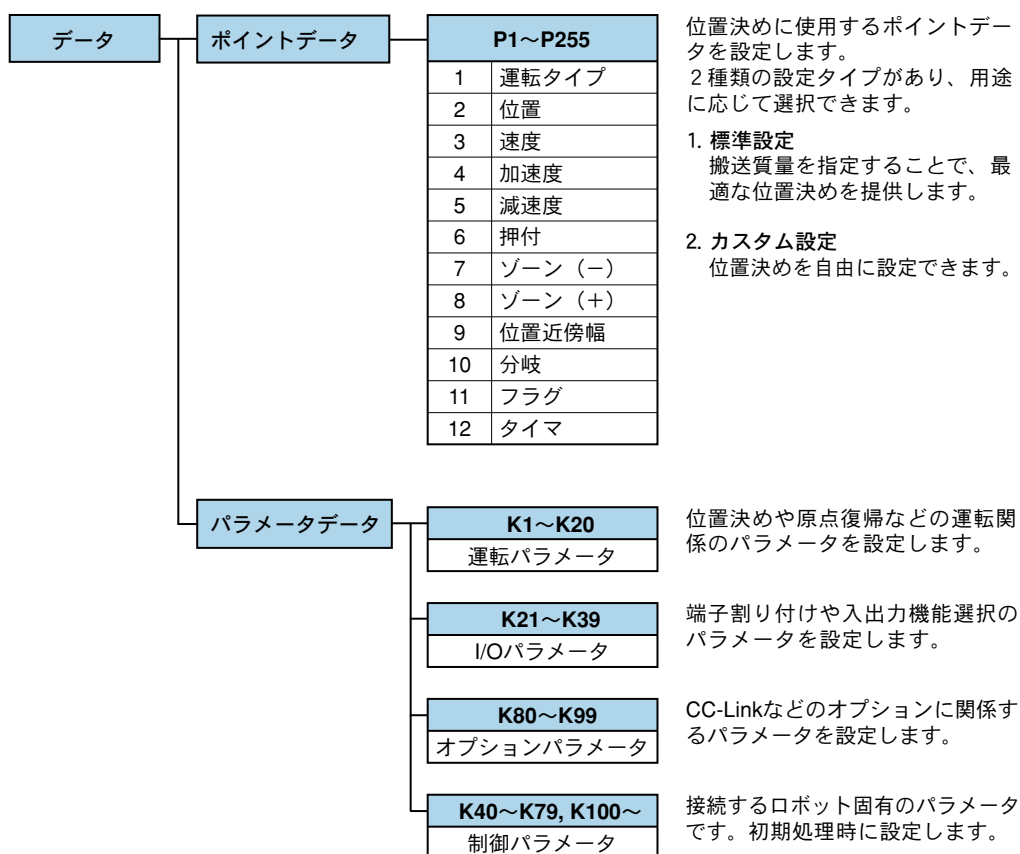 データ
ポイントデータ
P1～P255
1 運転タイプ
2 位置
3 速度
4 加速度
5 減速度
6 押付
7 ゾーン（－）
8 ゾーン（＋）
9 位置近傍幅
10 分岐
11 フラグ
12 タイマ
位置決めに使用するポイントデー
タを設定します。
２種類の設定タイプがあり、用途
に応じて選択できます。
1. 標準設定
搬送質量を指定することで、最
適な位置決めを提供します。
2. カスタム設定
位置決めを自由に設定できます。
パラメータデータ
K1～K20
運転パラメータ
位置決めや原点復帰などの運転関
係のパラメータを設定します。
K21～K39
I/Oパラメータ
端子割り付けや入出力機能選択の
パラメータを設定します。
K80～K99
オプションパラメータ
CC-Linkなどのオプションに関係す
るパラメータを設定します。
K40～K79, K100～
制御パラメータ
接続するロボット固有のパラメータ
です。初期処理時に設定します。